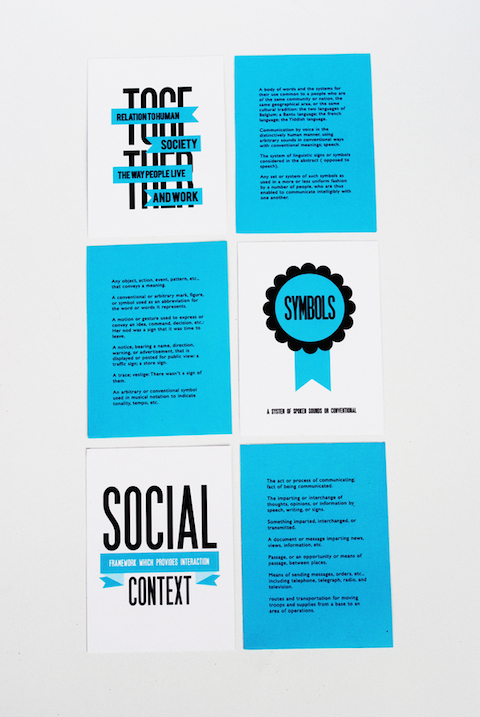 TOGE
RELATION TO HUMAN
SOCIETY
THER
THE WAY PEOPLE LIVE
AND WORK
A body of words and the systems for
their use common to a people who are
of the same community or nation, the
same geographical area, or the same
cultural tradition: the two languages of
Belgium; a Bantu language; the french
language; the Yiddish language.
Communication by voice in the
distinctively human manner, using
arbitrary sounds in conventional ways
with conventional meanings; speech.
The system of linguistic signs or symbols
considered in the abstract ( opposed to
speech).
Any set or system of such symbols as
used in a more or less uniform fashion
by a number of people, who are thus
enabled to communicate intelligibly with
one another.
Any object, action, event, pattern, etc.,
that conveys a meaning.
A conventional or arbitrary mark, figure,
or symbol used as an abbreviation for
the word or words it represents.
A motion or gesture used to express or
convey an idea, command, decision, etc.:
Her nod was a sign that it was time to
leave.
A notice, bearing a name, direction,
warning, or advertisement, that is
displayed or posted for public view: a
traffic sign; a store sign.
A trace; vestige: There wasn't a sign of
them.
An arbitrary or conventional symbol
used in musical notation to indicate
tonality, tempo, etc.
SYMBOLS
A SYSTEM OF SPOKEN SOUNDS OR CONVENTIONAL
SOCIAL
FRAMEWORK WHICH PROVIDES INTERACTION
CONTEXT
The act or process of communicating.
fact of being communicated.
The imparting or interchange of
thoughts, opinions, or information by
speech, writing, or signs.
Something imparted, interchanged, or
transmitted.
A document or message imparting news,
views, information, etc.
Passage, or an opportunity or means of
passage, between places.
Means of sending messages, orders, etc.,
including telephone, telegraph, radio, and
television.
routes and transportation for moving
troops and supplies from a base to an
area of operations.